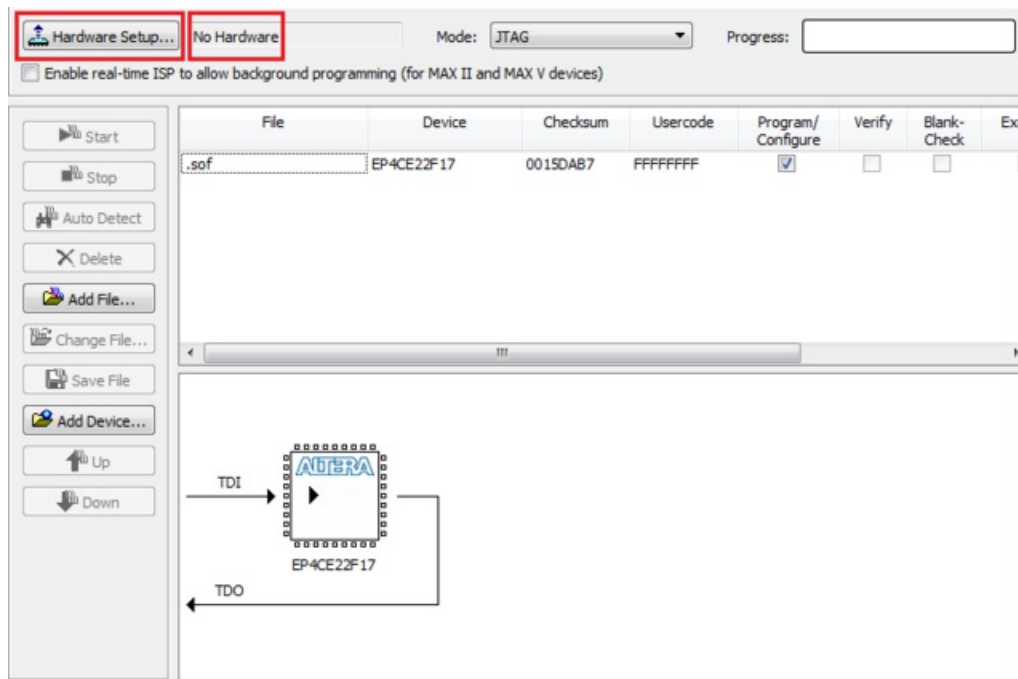 Hardware Setup... No Hardware Mode: JTAG Progress:
Enable real-time ISP to allow background programming (for MAX II and MAX V devices)
Start
Stop
Auto Detect
Delete
Add File...
Change File...
Save File
Add Device...
Up
Down
File Device Checksum Usercode Program/ Configure Verify Blank- Check Ex
.sof EP4CE22F17 0015DAB7 FFFFFFFF
TDI
ALTERA
EP4CE22F17
TDO